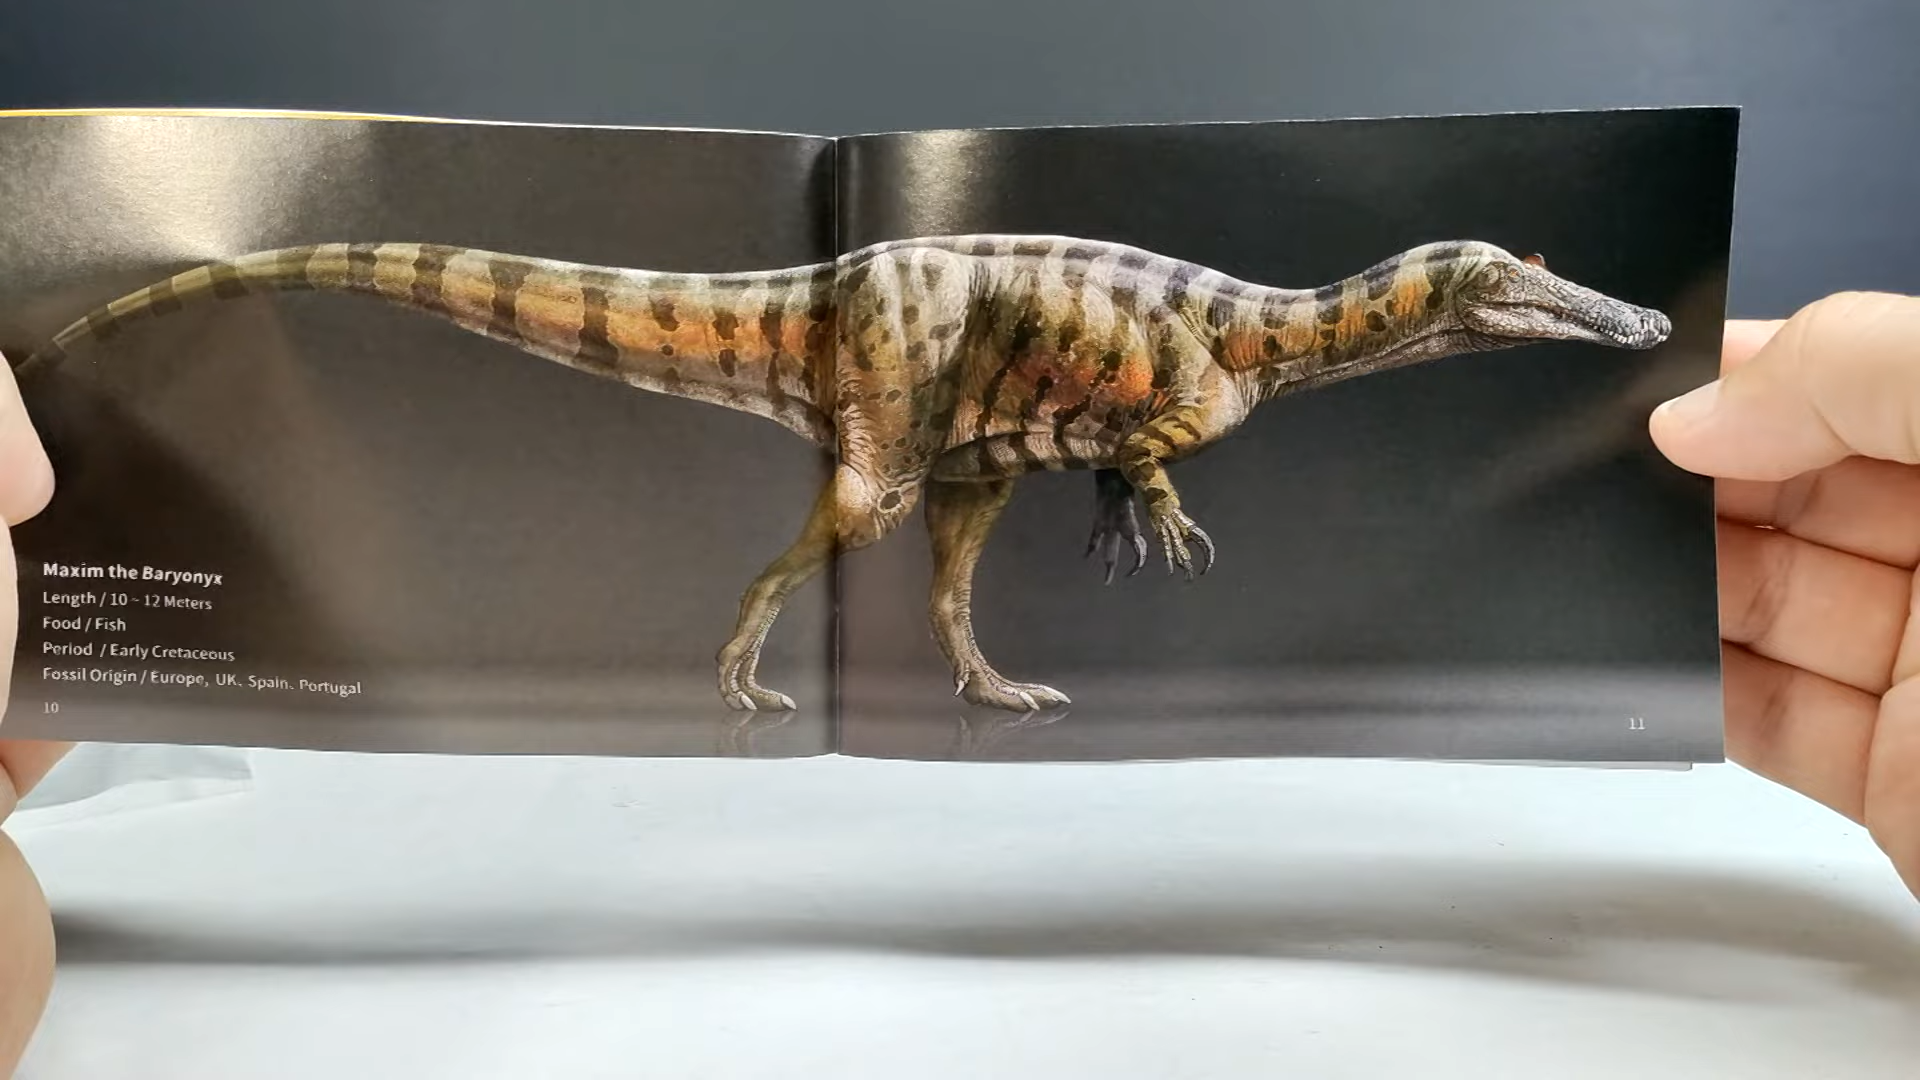 Maxim the Baryonyx
Length / 10 ~ 12 Meters
Food / Fish
Period / Early Cretaceous
Fossil Origin / Europe, UK, Spain, Portugal
10
11